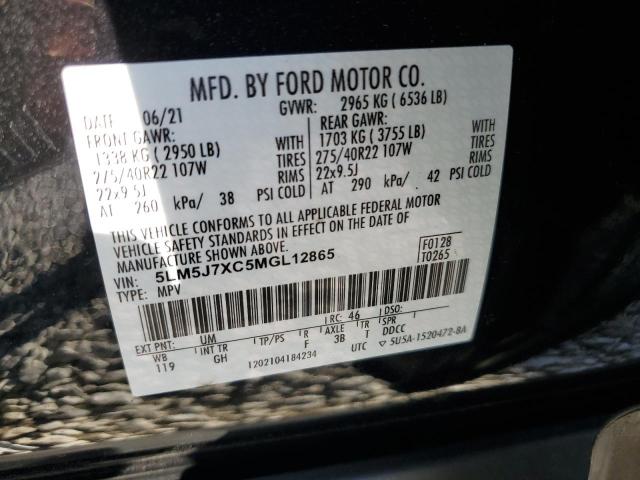 MFD. BY FORD MOTOR CO.
DATE 06/21 GVWR: 2965 KG ( 6536 LB)
FRONT GAWR: REAR GAWR:
1338 KG ( 2950 LB) WITH 1703 KG ( 3755 LB) WITH
275/40R22 107W TIRES 275/40R22 107W TIRES
22x9.5J RIMS 22x9.5J RIMS
AT 260 kPa/ 38 PSI COLD AT 290 kPa/ 42 PSI COLD
THIS VEHICLE CONFORMS TO ALL APPLICABLE FEDERAL MOTOR
VEHICLE SAFETY STANDARDS IN EFFECT ON THE DATE OF
MANUFACTURE SHOWN ABOVE.
VIN: 5LM5J7XC5MGL12865 F0128
TYPE: MPV T0265
EXT PNT: UM RC: 46 DSO:
WB INT TR TP/PS R AXLE TR SPR
119 GH F 3B T DDCC
1202104184234 UTC ▽ 5U5A-1520472-8A